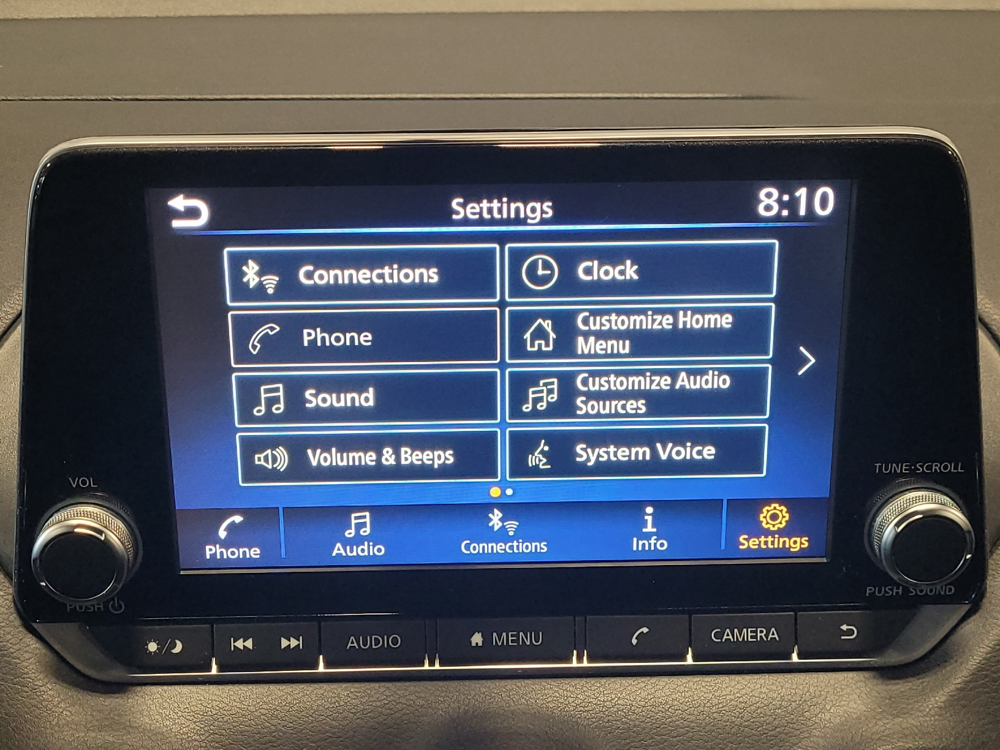 Settings
8:10
Connections
Clock
Phone
Customize Home
Menu
Sound
Customize Audio
Sources
Volume & Beeps
System Voice
Phone
Audio
Connections
Info
Settings
VOL
PUSH
TUNE·SCROLL
PUSH SOUND
AUDIO
MENU
CAMERA